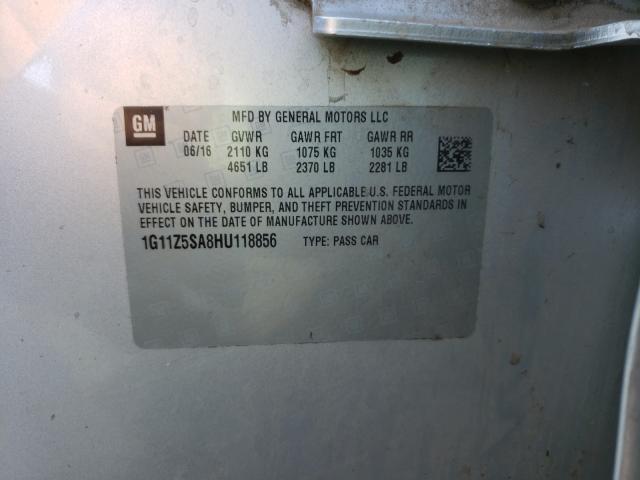 GM
MFD BY GENERAL MOTORS LLC
DATE GVWR GAWR FRT GAWR RR
06/16 2110 KG 1075 KG 1035 KG
4651 LB 2370 LB 2281 LB
THIS VEHICLE CONFORMS TO ALL APPLICABLE U.S. FEDERAL MOTOR
VEHICLE SAFETY, BUMPER, AND THEFT PREVENTION STANDARDS IN
EFFECT ON THE DATE OF MANUFACTURE SHOWN ABOVE.
1G11Z5SA8HU118856 TYPE: PASS CAR